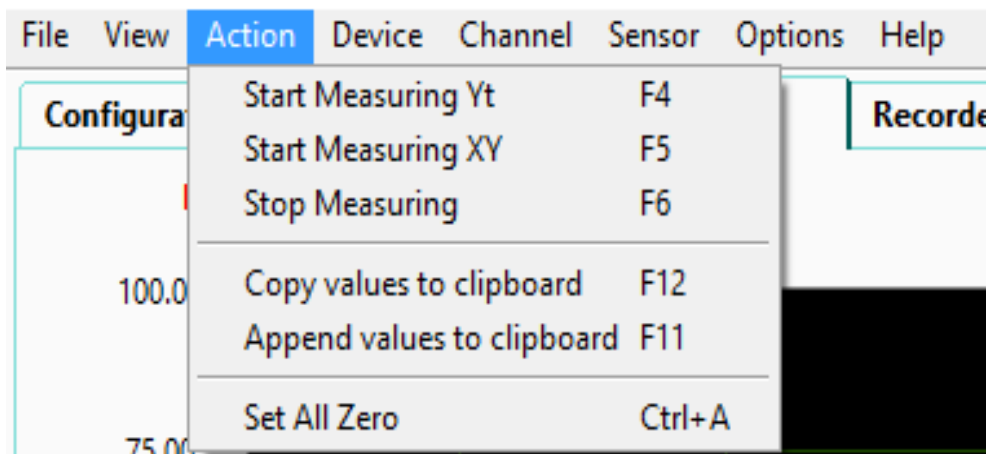 File View Action Device Channel Sensor Options Help
Start Measuring Yt F4
Start Measuring XY F5
Stop Measuring F6
Copy values to clipboard F12
Append values to clipboard F11
Set All Zero Ctrl+A